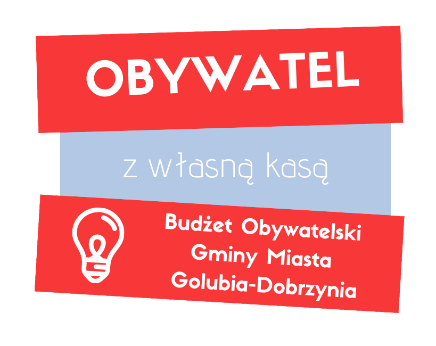 OBYWATEL
z własną kasą
Budżet Obywatelski
Gminy Miasta
Golubia-Dobrzynia